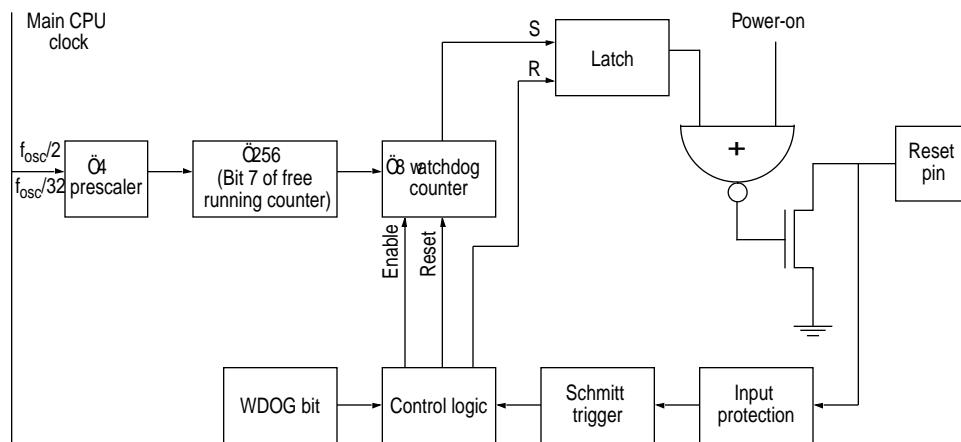 Main CPU
clock
S
R
Latch
Power-on
+
Reset
pin
fosc/2
fosc/32
Ö4
prescaler
Ö256
(Bit 7 of free
running counter)
Ö8 watchdog
counter
Enable
Reset
WDOG bit
Control logic
Schmitt
trigger
Input
protection